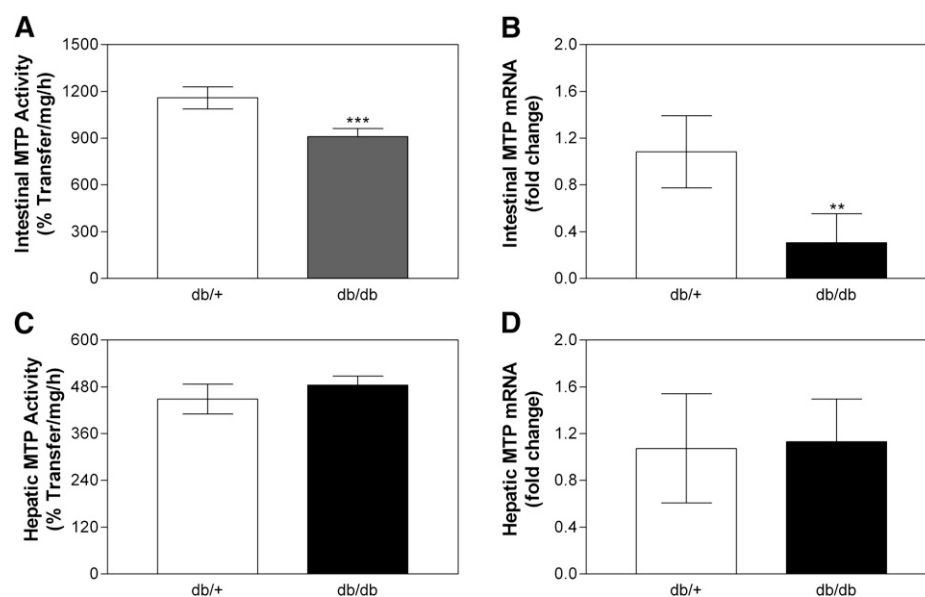 A
Intestinal MTP Activity
(% Transfer/mg/h)
1500
1200
900
600
300
0
***
db/+
db/db
B
Intestinal MTP mRNA
(fold change)
2.0
1.6
1.2
0.8
0.4
0.0
**
db/+
db/db
C
Hepatic MTP Activity
(% Transfer/mg/h)
600
480
360
240
120
0
db/+
db/db
D
Hepatic MTP mRNA
(fold change)
2.0
1.6
1.2
0.8
0.4
0.0
db/+
db/db